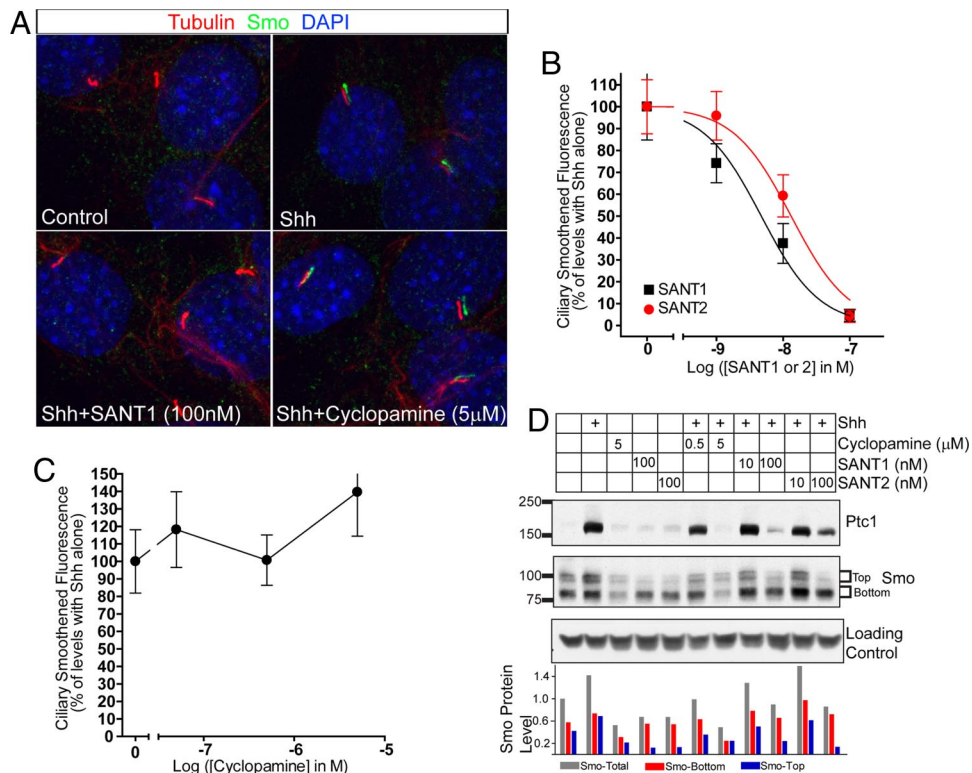 A
Tubulin Smo DAPI
Control
Shh
Shh+SANT1 (100nM)
Shh+Cyclopamine (5μM)
B
Ciliary Smoothened Fluorescence
(% of levels with Shh alone)
100
90
80
70
60
50
40
30
20
10
0
SANT1
SANT2
0 -9 -8 -7
Log ([SANT1 or 2] in M)
C
Ciliary Smoothened Fluorescence
(% of levels with Shh alone)
150
140
130
120
110
100
90
80
70
60
50
40
30
20
10
0
0 -7 -6 -5
Log ([Cyclopamine] in M)
D
+ + + + + + + Shh
5 0.5 5 Cyclopamine (μM)
100 10 100 SANT1 (nM)
100 10 100 SANT2 (nM)
250
150
Ptc1
100
75
Top
Smo
Bottom
Loading
Control
Smo Protein
Level
1.4
1.0
0.6
0.2
Smo-Total Smo-Bottom Smo-Top